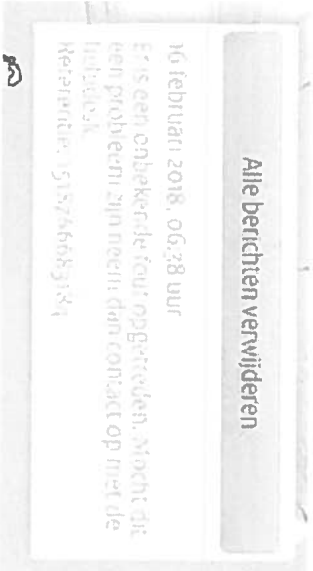 Alle berichten verwijderen
16 februari 2018, 06:28 uur
Er is een onbekende fout opgetreden. Mocht dit
een probleem zijn neem dan contact op met de
helpdesk
Referentie: